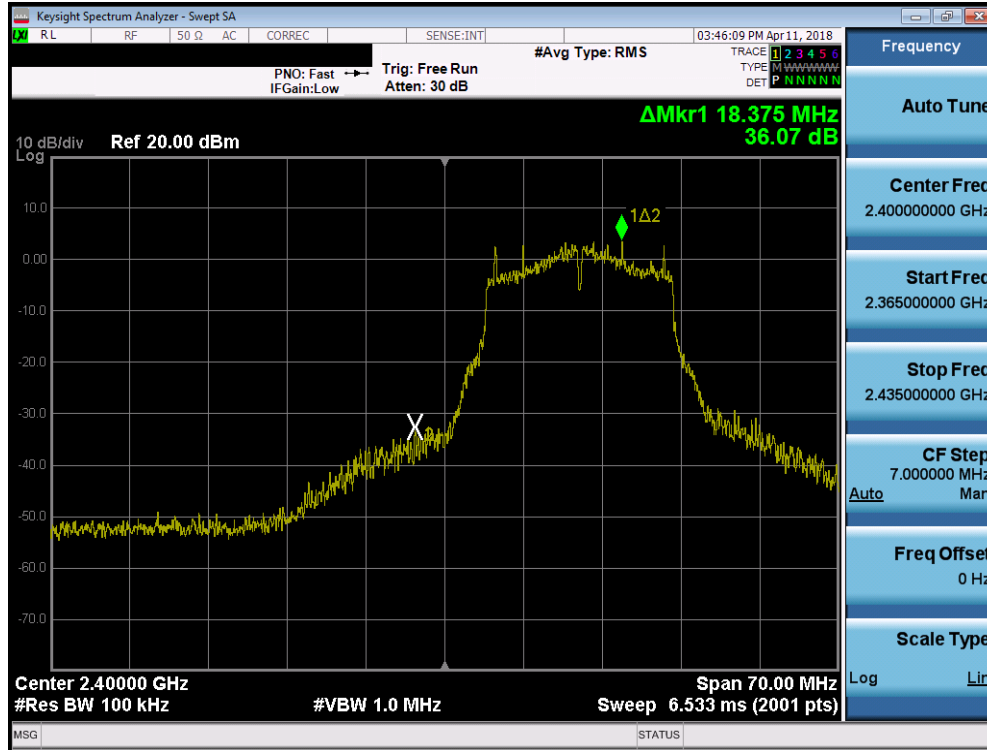 Keysight Spectrum Analyzer - Swept SA
LXI RL RF 50 Ω AC CORREC SENSE:INT 03:46:09 PM Apr 11, 2018
#Avg Type: RMS
TRACE 1 2 3 4 5 6
TYPE M WWWWW
DET P N N N N N
PNO: Fast
IFGain:Low
Trig: Free Run
Atten: 30 dB
ΔMkr1 18.375 MHz
36.07 dB
10 dB/div
Log
Ref 20.00 dBm
10.0
0.00
-10.0
-20.0
-30.0
-40.0
-50.0
-60.0
-70.0
1Δ2
X2
Center 2.40000 GHz
Span 70.00 MHz
#Res BW 100 kHz
#VBW 1.0 MHz
Sweep 6.533 ms (2001 pts)
MSG
STATUS
Frequency
Auto Tune
Center Freq
2.400000000 GHz
Start Freq
2.365000000 GHz
Stop Freq
2.435000000 GHz
CF Step
7.000000 MHz
Auto Man
Freq Offset
0 Hz
Scale Type
Log Lin